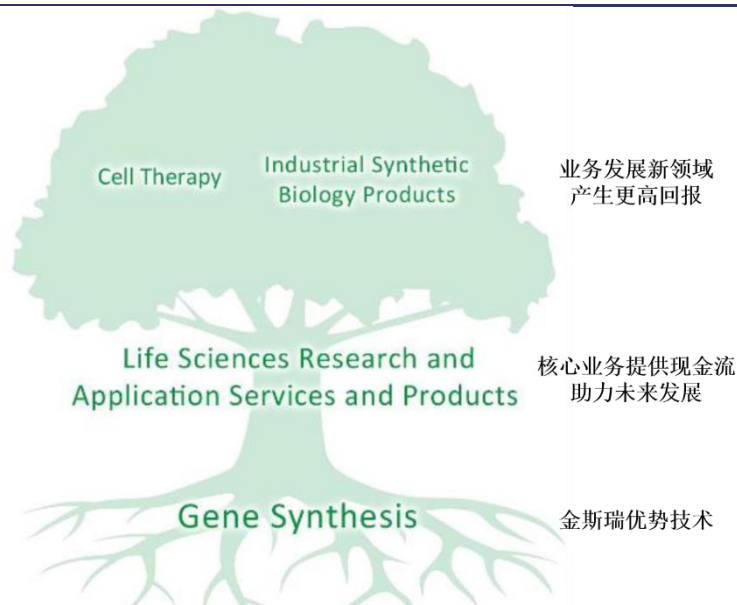 Cell Therapy
Industrial Synthetic
Biology Products
业务发展新领域
产生更高回报
Life Sciences Research and
Application Services and Products
核心业务提供现金流
助力未来发展
Gene Synthesis
金斯瑞优势技术